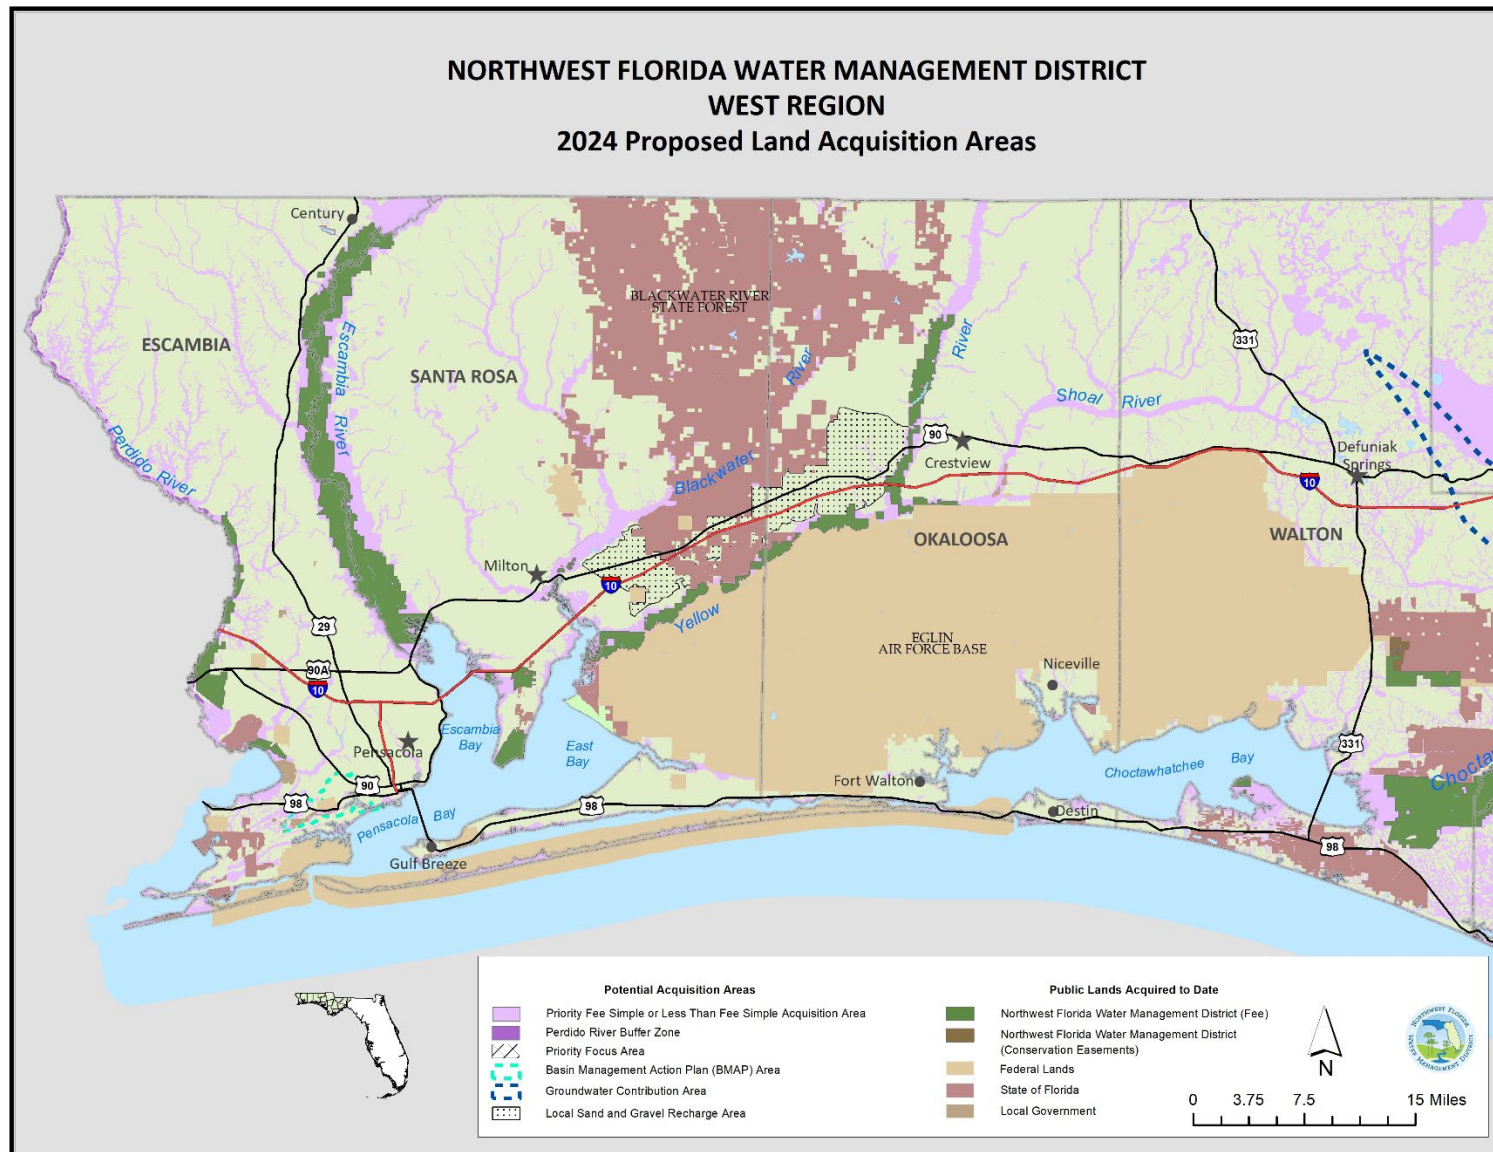 NORTHWEST FLORIDA WATER MANAGEMENT DISTRICT
WEST REGION
2024 Proposed Land Acquisition Areas
Century
ESCAMBIA
Escambia River
SANTA ROSA
BLACKWATER RIVER
STATE FOREST
River
River
331
Shoal River
Perdido River
90
Crestview
Defuniak
Springs
Blackwater
10
OKALOOSA
WALTON
Milton
10
Yellow
29
EGLIN
AIR FORCE BASE
Niceville
90A
10
Escambia
Bay
East
Bay
Pensacola
331
Choctawhatchee Bay
Choctaw
Fort Walton
90
98
98
Destin
Pensacola Bay
98
Gulf Breeze
Potential Acquisition Areas
Priority Fee Simple or Less Than Fee Simple Acquisition Area
Perdido River Buffer Zone
Priority Focus Area
Basin Management Action Plan (BMAP) Area
Groundwater Contribution Area
Local Sand and Gravel Recharge Area
Public Lands Acquired to Date
Northwest Florida Water Management District (Fee)
Northwest Florida Water Management District
(Conservation Easements)
Federal Lands
State of Florida
Local Government
N
0 3.75 7.5 15 Miles
NORTHWEST FLORIDA
WATER MANAGEMENT DISTRICT